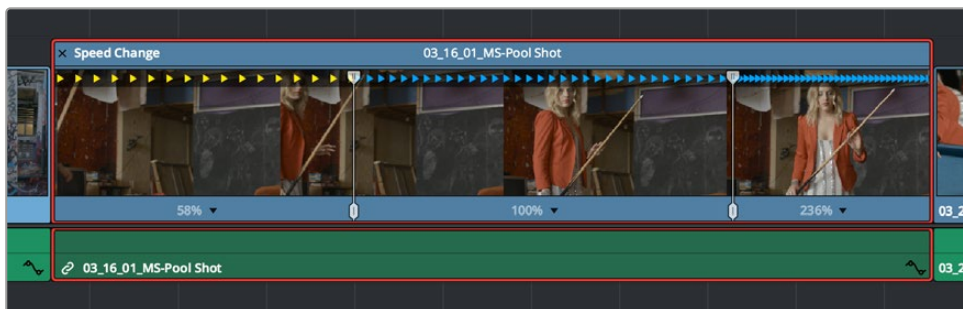 × Speed Change 03_16_01_MS-Pool Shot
58% ▼ 100% ▼ 236% ▼ 03_2
03_16_01_MS-Pool Shot 03_2